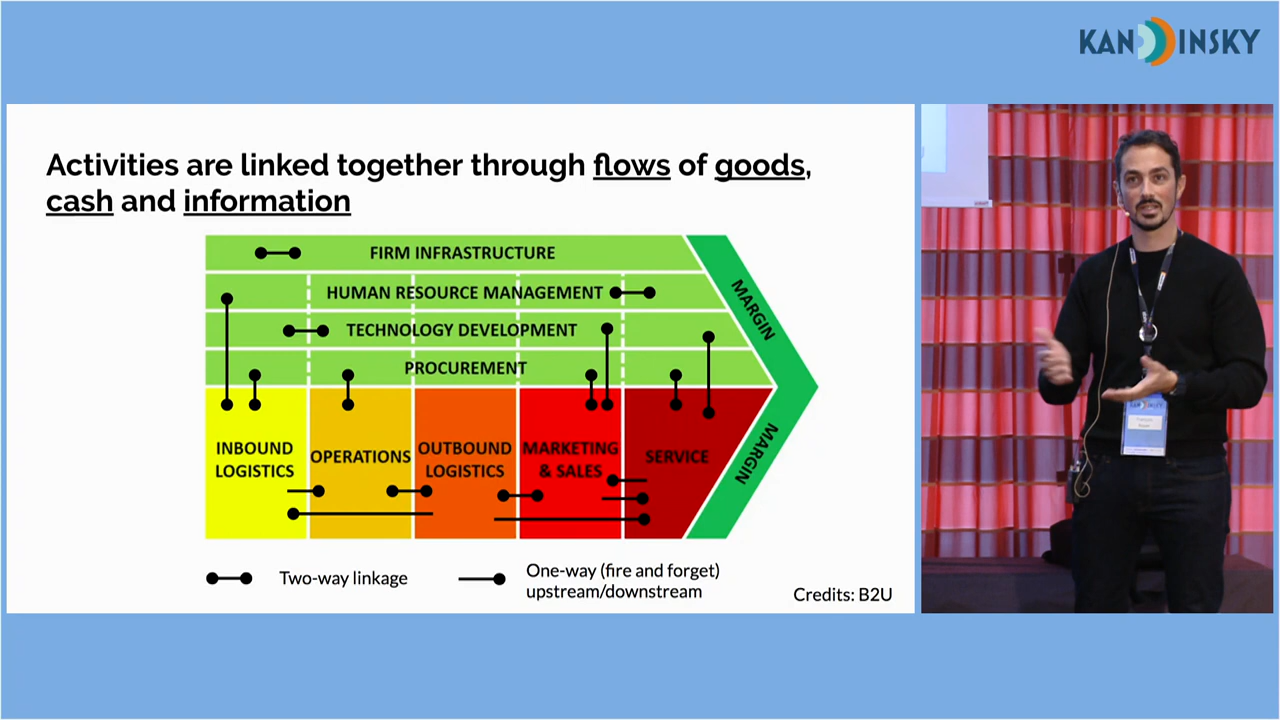 KANDDINSKY
Activities are linked together through flows of goods,
cash and information
FIRM INFRASTRUCTURE
HUMAN RESOURCE MANAGEMENT
TECHNOLOGY DEVELOPMENT
PROCUREMENT
MARGIN
MARGIN
INBOUND
LOGISTICS
OPERATIONS
OUTBOUND
LOGISTICS
MARKETING
& SALES
SERVICE
Two-way linkage
One-way (fire and forget)
upstream/downstream
Credits: B2U
KANDDINSKY